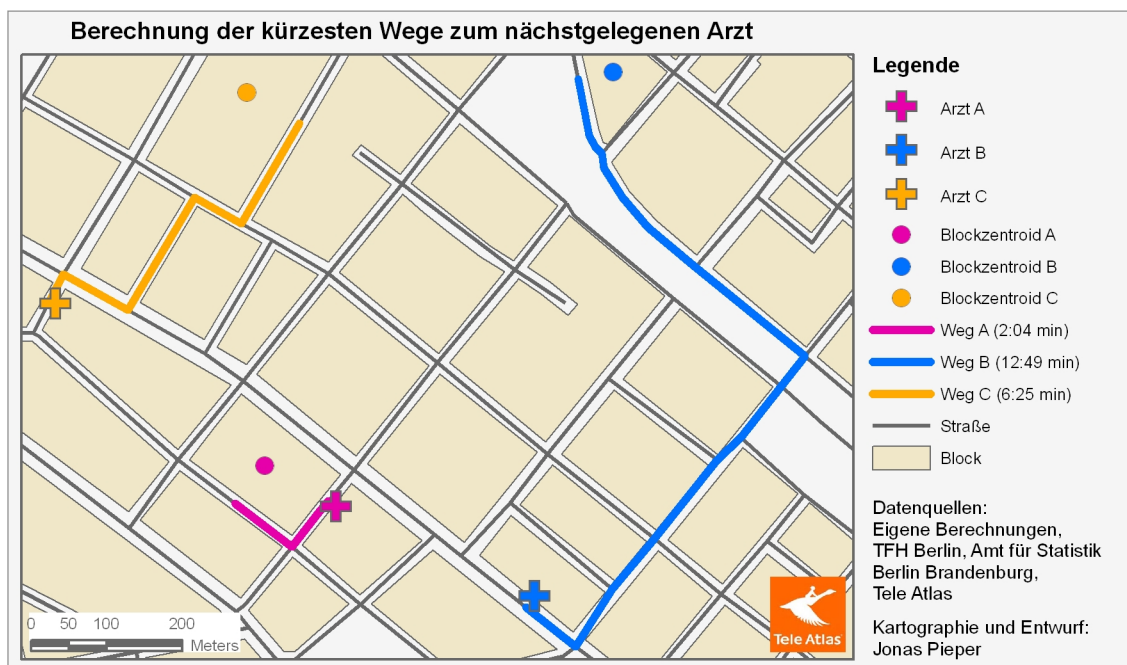 Berechnung der kürzesten Wege zum nächstgelegenen Arzt
Legende
Arzt A
Arzt B
Arzt C
Blockzentroid A
Blockzentroid B
Blockzentroid C
Weg A (2:04 min)
Weg B (12:49 min)
Weg C (6:25 min)
Straße
Block
Datenquellen:
Eigene Berechnungen,
TFH Berlin, Amt für Statistik
Berlin Brandenburg,
Tele Atlas
Kartographie und Entwurf:
Jonas Pieper
0 50 100 200
Meters
Tele Atlas